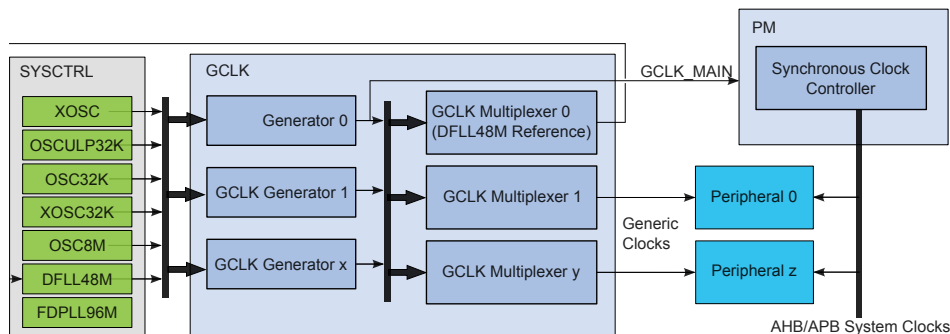 SYSCTRL
XOSC
OSCULP32K
OSC32K
XOSC32K
OSC8M
DFLL48M
FDPLL96M
GCLK
Generator 0
GCLK Generator 1
GCLK Generator x
GCLK Multiplexer 0
(DFLL48M Reference)
GCLK Multiplexer 1
GCLK Multiplexer y
GCLK_MAIN
Generic
Clocks
PM
Synchronous Clock
Controller
Peripheral 0
Peripheral z
AHB/APB System Clocks